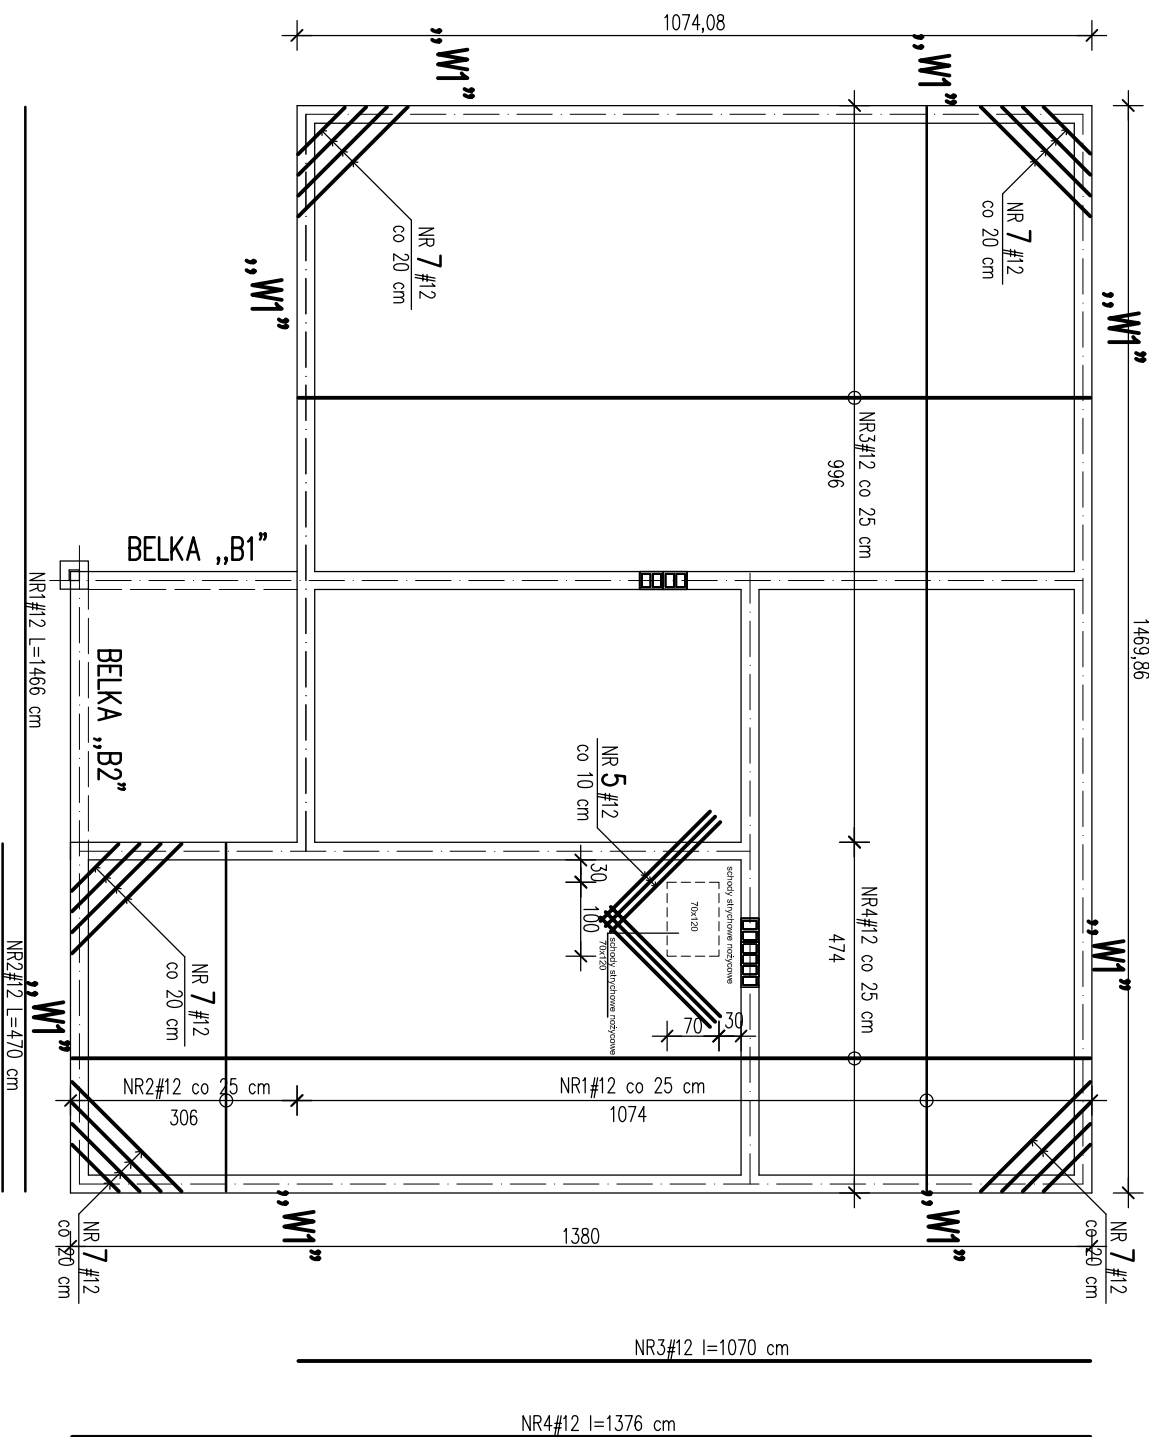 1074,08
„W1”
„W1”
NR 7 #12
co 20 cm
NR 7 #12
co 20 cm
„W1”
„W1”
NR3#12 co 25 cm
996
BELKA „B1”
NR1#12 L=1466 cm
1469,86
BELKA „B2”
NR 5 #12
co 10 cm
30
100
schody strychowe nożycowe
70x120
schody strychowe nożycowe
70x120
70
30
NR4#12 co 25 cm
474
„W1”
NR 7 #12
co 20 cm
NR2#12 L=470 cm
„W1”
NR2#12 co 25 cm
306
NR1#12 co 25 cm
1074
„W1”
„W1”
NR 7 #12
co 20 cm
1380
NR 7 #12
co 20 cm
NR3#12 l=1070 cm
NR4#12 l=1376 cm